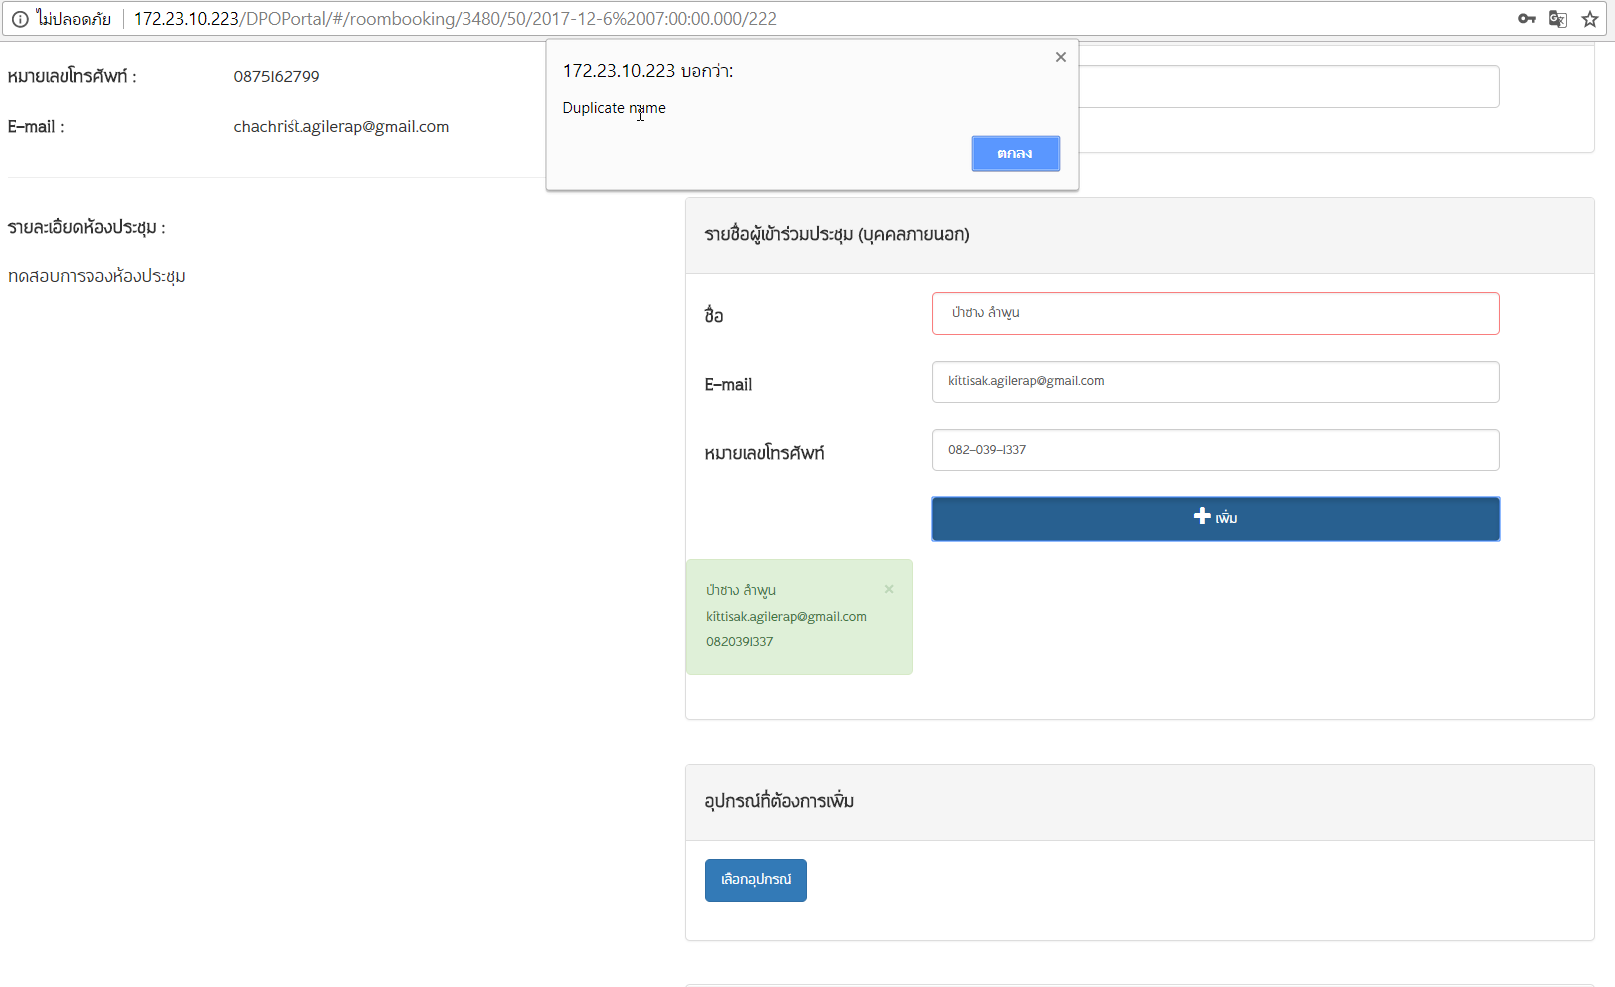 ไม่ปลอดภัย 172.23.10.223/DPOPortal/#/roombooking/3480/50/2017-12-6%2007:00:00.000/222
172.23.10.223 บอกว่า:
Duplicate name
ตกลง
หมายเลขโทรศัพท์ : 0875162799
E-mail : chachrist.agilerap@gmail.com
รายละเอียดห้องประชุม :
ทดสอบการจองห้องประชุม
รายชื่อผู้เข้าร่วมประชุม (บุคคลภายนอก)
ชื่อ ป่าซาง ลำพูน
E-mail kittisak.agilerap@gmail.com
หมายเลขโทรศัพท์ 082-039-1337
เพิ่ม
ป่าซาง ลำพูน
kittisak.agilerap@gmail.com
0820391337
อุปกรณ์ที่ต้องการเพิ่ม
เลือกอุปกรณ์